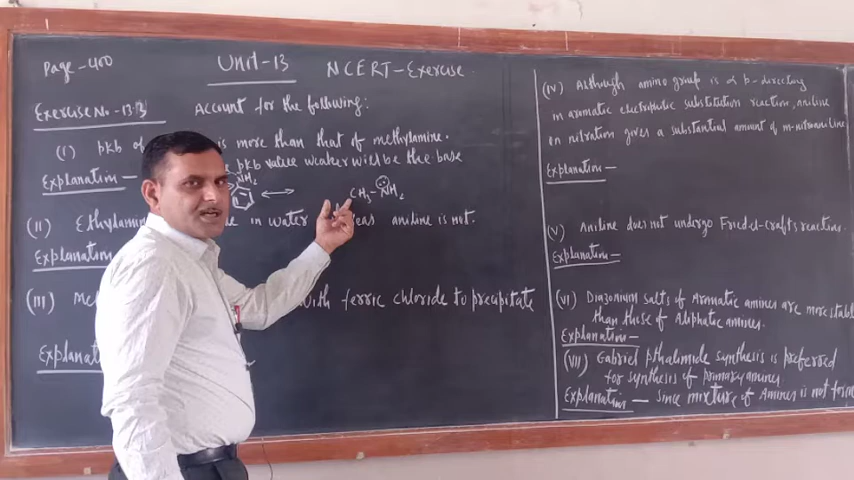 Page - 400
Unit-13
NCERT-Exercise
Exercise No-13.3
Account for the following:
(i) pkb of is more than that of methylamine.
Explanation - pkb value weaker will be the base
NH2
CH3-NH2
(ii) Ethylamin in water eas aniline is not.
Explanation
(iii) Me with ferric chloride to precipitate
Explanation
(iv) Although amino group is o & p- directing
in aromatic electrophilic substitution reaction, aniline
on nitration gives a substantial amount of m-nitroaniline
Explanation -
(v) Aniline does not undergo Friedel-crafts reaction.
Explanation -
(vi) Diazonium salts of Aromatic amines are more stable
than those of Aliphatic amines.
Explanation -
(vii) Gabriel phthalimide synthesis is preferred
for synthesis of primary amines
Explanation - since mixture of Amines is not form